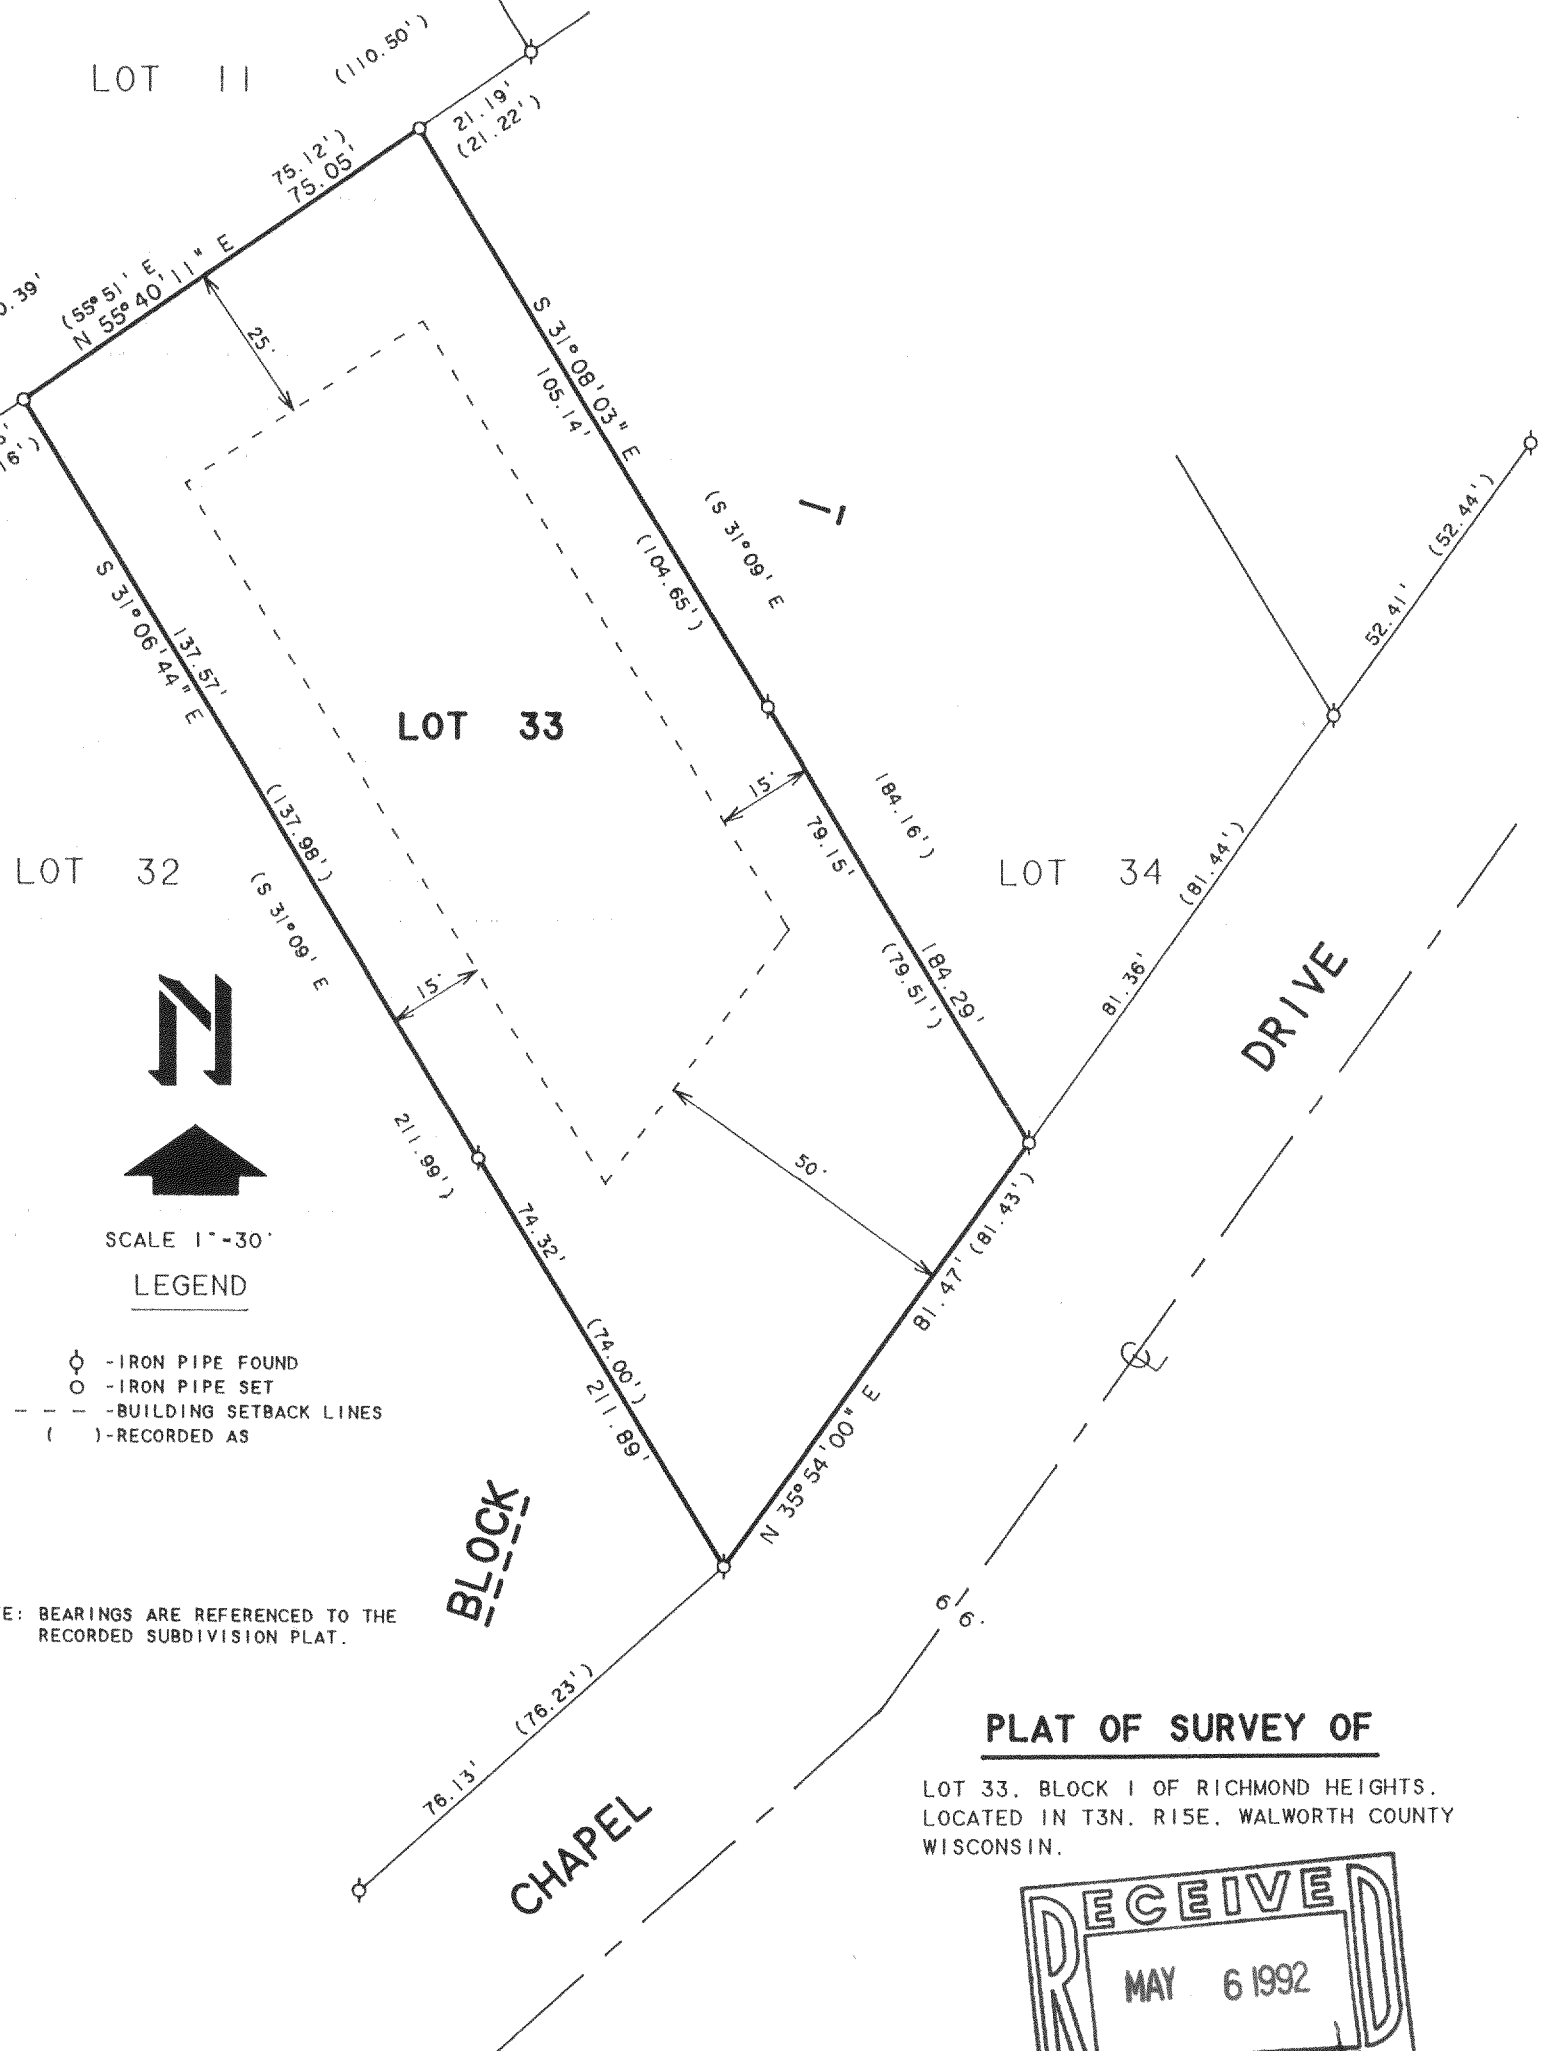 LOT 11
(110.50')
21.19'
(21.22')
75.12')
75.05'
(55°51' E
N 55°40'11" E
0.39'
16')
25'
S 31°08'03" E
105.14'
(104.65')
(S 31°09' E
1
(52.44')
52.41'
S 31°06'44" E
137.57'
LOT 33
15'
79.15'
184.16')
(137.98')
LOT 32
(S 31°09' E
LOT 34
(81.44')
81.36'
184.29'
(79.51')
15'
DRIVE
N
211.99')
50'
74.32'
81.47' (81.43')
SCALE 1"-30'
LEGEND
-IRON PIPE FOUND
-IRON PIPE SET
-BUILDING SETBACK LINES
( )-RECORDED AS
(74.00')
211.89'
N 35°54'00" E
BLOCK
66'
E: BEARINGS ARE REFERENCED TO THE
RECORDED SUBDIVISION PLAT.
(76.23')
76.13'
CHAPEL
PLAT OF SURVEY OF
LOT 33, BLOCK 1 OF RICHMOND HEIGHTS,
LOCATED IN T3N, R15E, WALWORTH COUNTY
WISCONSIN.
RECEIVED
MAY 6 1992